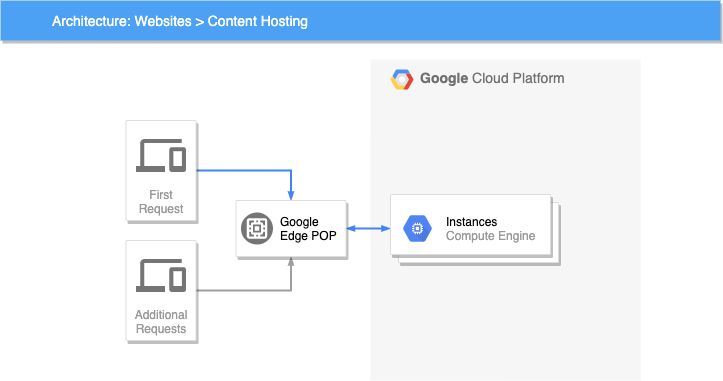 Architecture: Websites > Content Hosting
Google Cloud Platform
First
Request
Google
Edge POP
Instances
Compute Engine
Additional
Requests